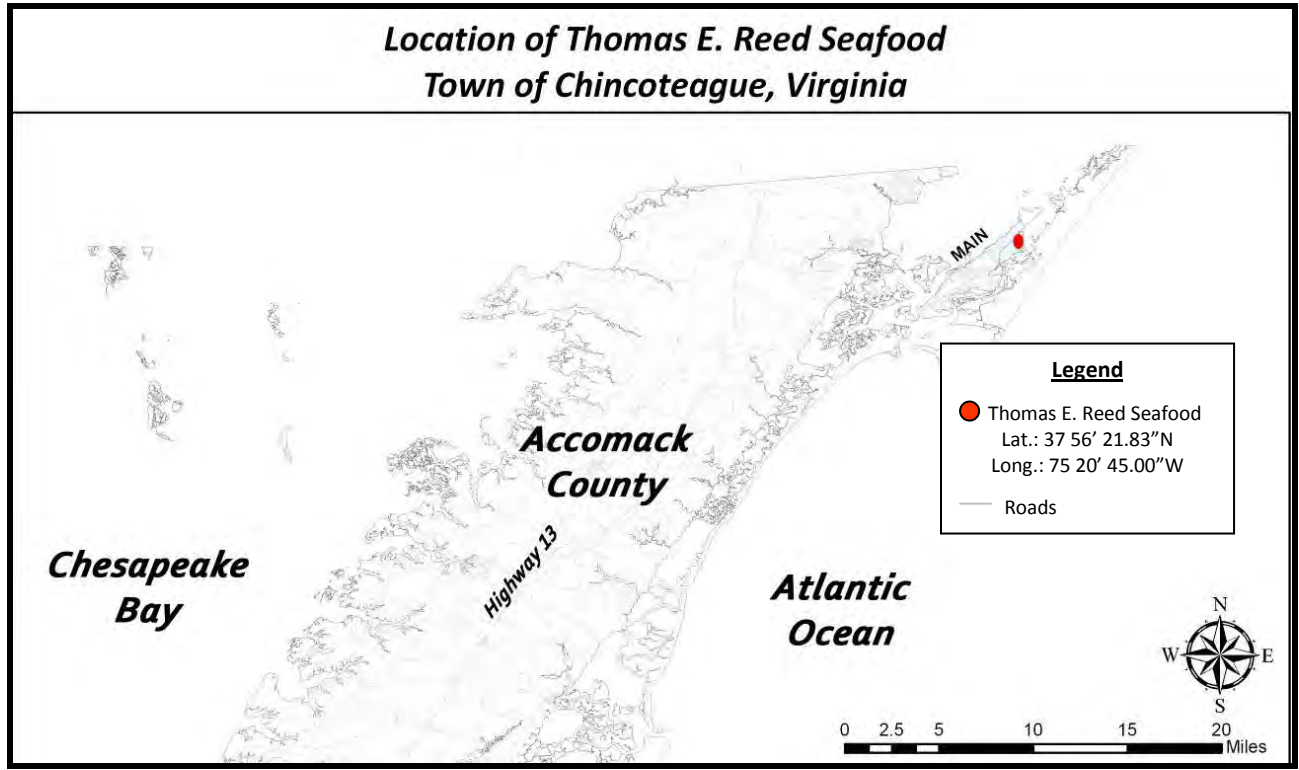 Location of Thomas E. Reed Seafood
Town of Chincoteague, Virginia
MAIN
Legend
Thomas E. Reed Seafood
Lat.: 37 56’ 21.83”N
Long.: 75 20’ 45.00”W
Roads
Accomack
County
Highway 13
Chesapeake
Bay
Atlantic
Ocean
N
W E
S
0 2.5 5 10 15 20
Miles